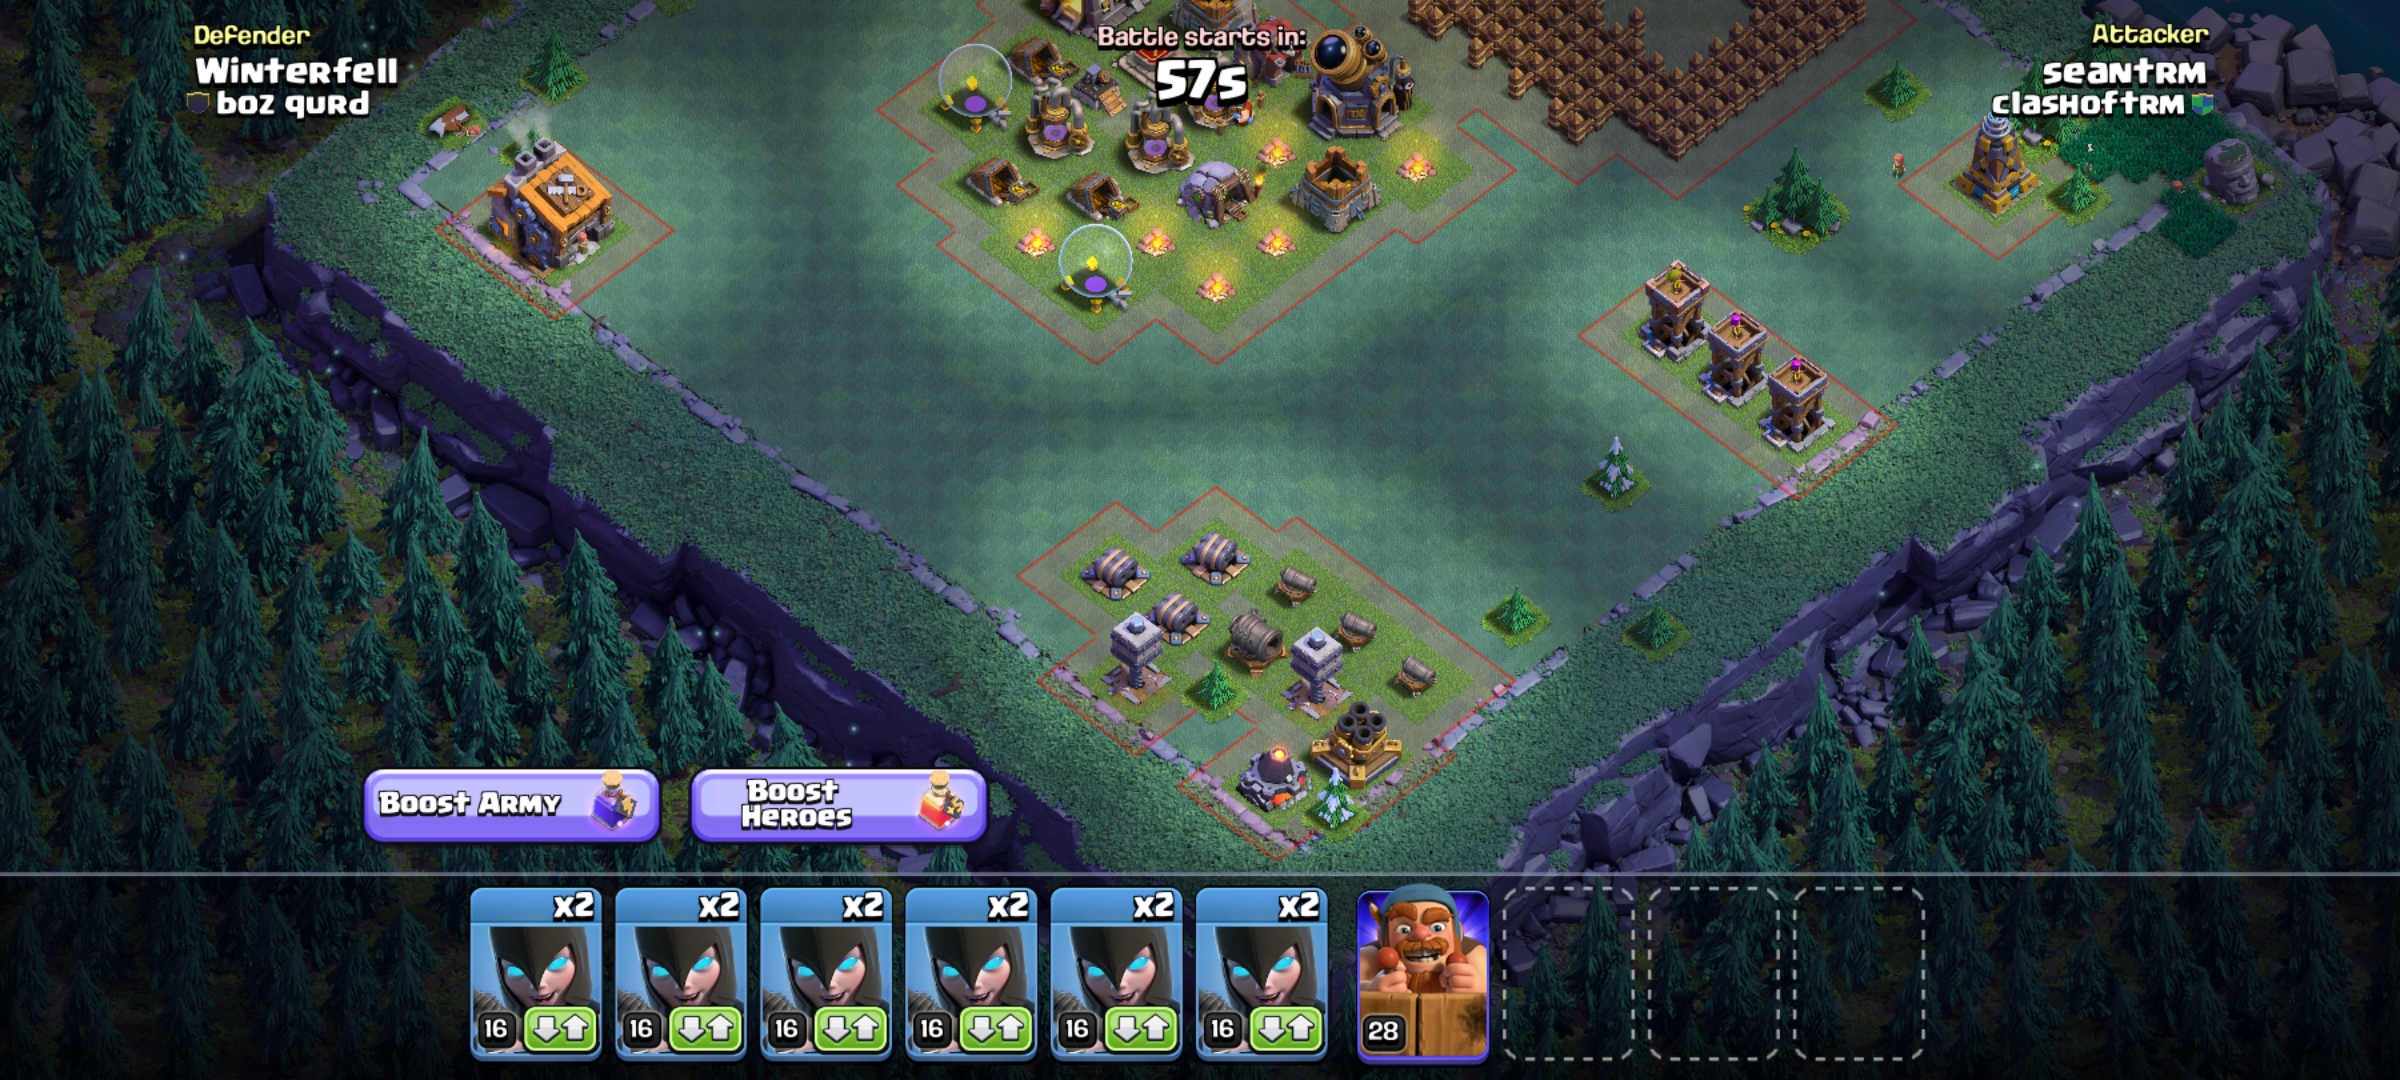 Defender
Winterfell
boz qurd
Battle starts in:
57s
Attacker
seantRM
clashoftRM
Boost Army
Boost
Heroes
x2
x2
x2
x2
x2
x2
16
16
16
16
16
16
28